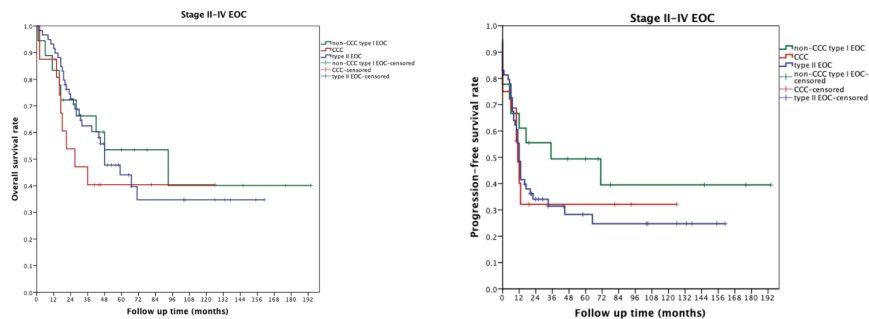 Stage II-IV EOC
Overall survival rate
1.0
0.9
0.8
0.7
0.6
0.5
0.4
0.3
0.2
0.1
0.0
0 12 24 36 48 60 72 84 96 108 120 132 144 156 168 180 192
Follow up time (months)
non-CCC type I EOC
CCC
type II EOC
non-CCC type I EOC-censored
CCC-censored
type II EOC-censored
Stage II-IV EOC
Progression-free survival rate
1.0
0.9
0.8
0.7
0.6
0.5
0.4
0.3
0.2
0.1
0.0
0 12 24 36 48 60 72 84 96 108 120 132 144 156 168 180 192
Follow up time (months)
non-CCC type I EOC
CCC
type II EOC
non-CCC type I EOC-
censored
CCC-censored
type II EOC-censored